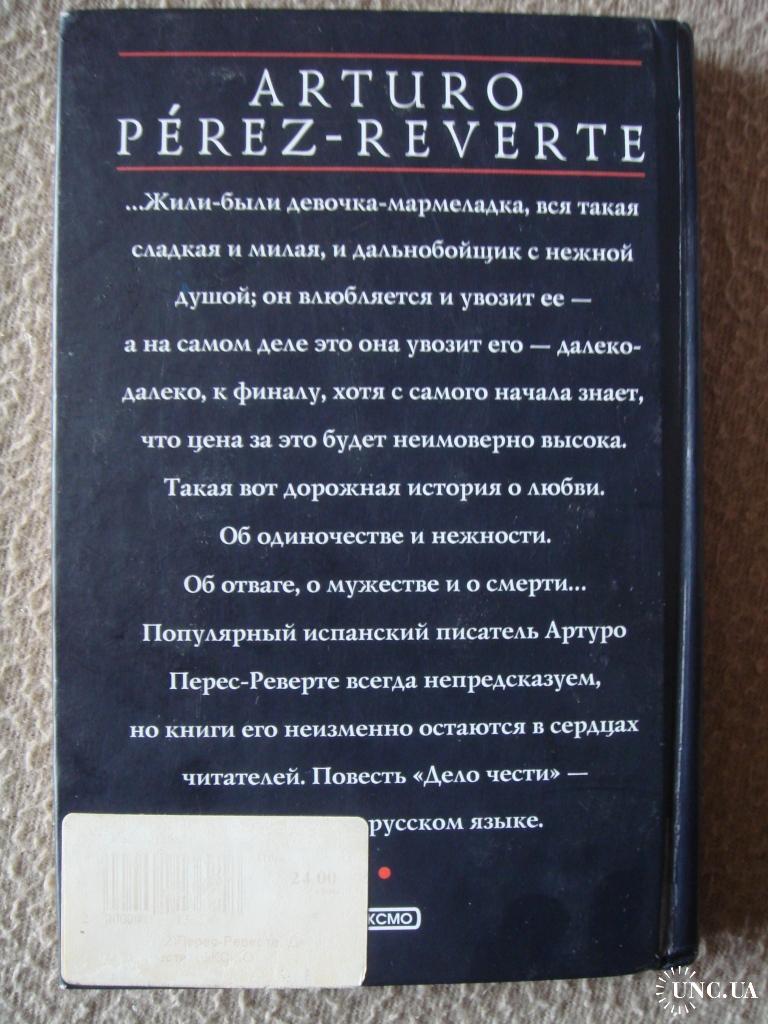 ARTURO
PÉREZ-REVERTE
...Жили-были девочка-мармеладка, вся такая
сладкая и милая, и дальнобойщик с нежной
душой; он влюбляется и увозит ее —
а на самом деле это она увозит его — далеко-
далеко, к финалу, хотя с самого начала знает,
что цена за это будет неимоверно высока.
Такая вот дорожная история о любви.
Об одиночестве и нежности.
Об отваге, о мужестве и о смерти...
Популярный испанский писатель Артуро
Перес-Реверте всегда непредсказуем,
но книги его неизменно остаются в сердцах
читателей. Повесть «Дело чести» —
русском языке.
24.00
КСМО
UNC.UA